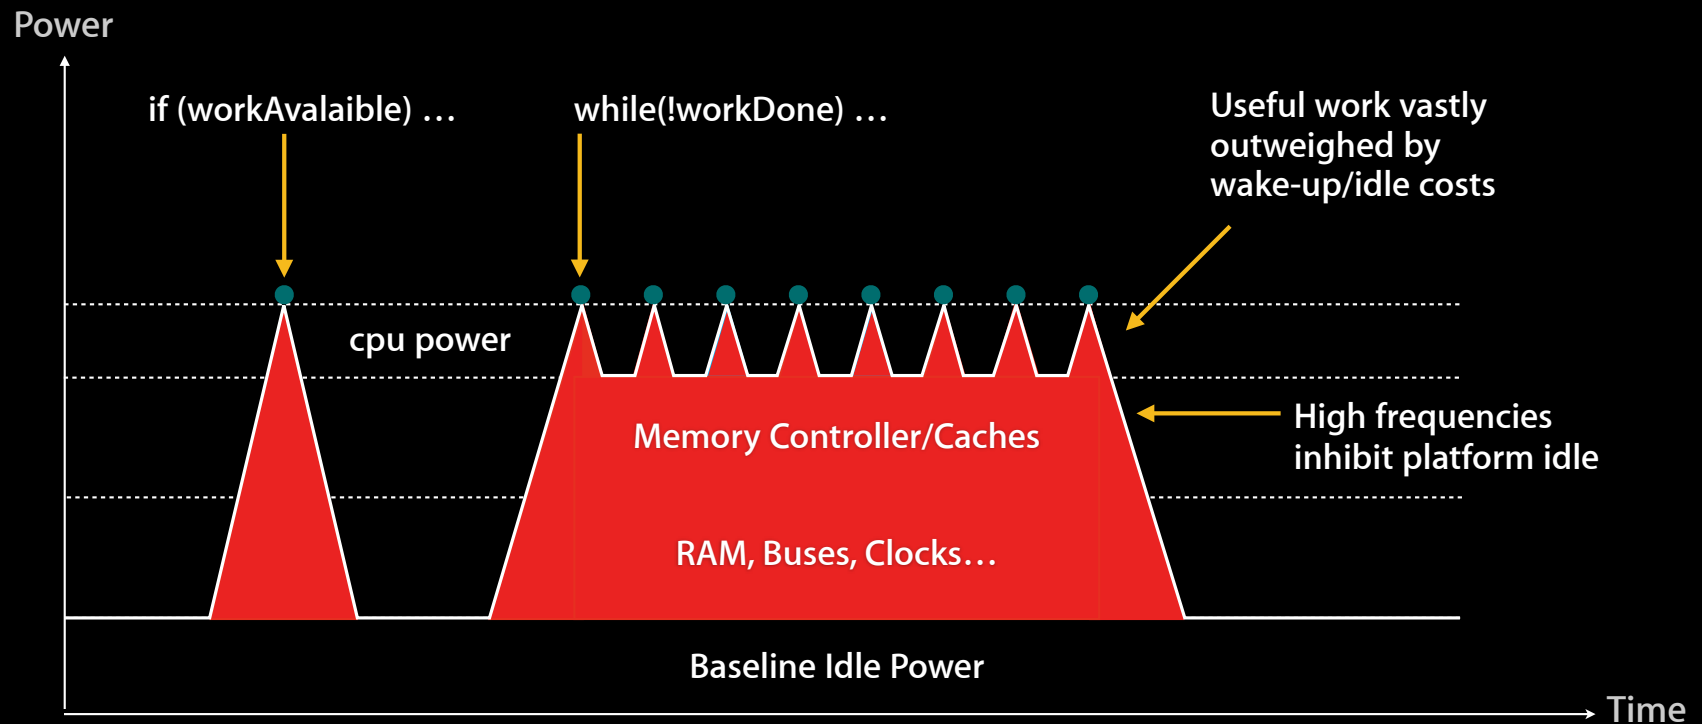 Power
if (workAvalaible) …
while(!workDone) …
Useful work vastly
outweighed by
wake-up/idle costs
cpu power
High frequencies
inhibit platform idle
Memory Controller/Caches
RAM, Buses, Clocks…
Baseline Idle Power
Time